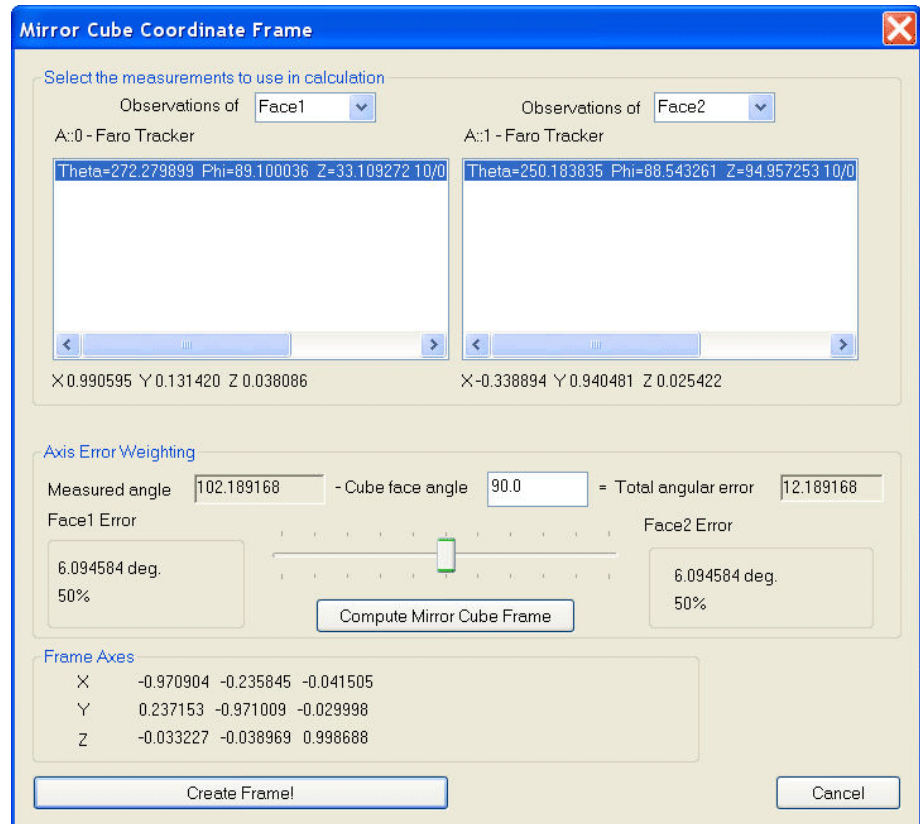 Mirror Cube Coordinate Frame
Select the measurements to use in calculation
Observations of Face1
Observations of Face2
A::0 - Faro Tracker
A::1 - Faro Tracker
Theta=272.279899 Phi=89.100036 Z=33.109272 10/0
Theta=250.183835 Phi=88.543261 Z=94.957253 10/0
X 0.990595 Y 0.131420 Z 0.038086
X -0.338894 Y 0.940481 Z 0.025422
Axis Error Weighting
Measured angle 102.189168 - Cube face angle 90.0 = Total angular error 12.189168
Face1 Error
Face2 Error
6.094584 deg.
50%
6.094584 deg.
50%
Compute Mirror Cube Frame
Frame Axes
X -0.970904 -0.235845 -0.041505
Y 0.237153 -0.971009 -0.029998
Z -0.033227 -0.038969 0.998688
Create Frame!
Cancel